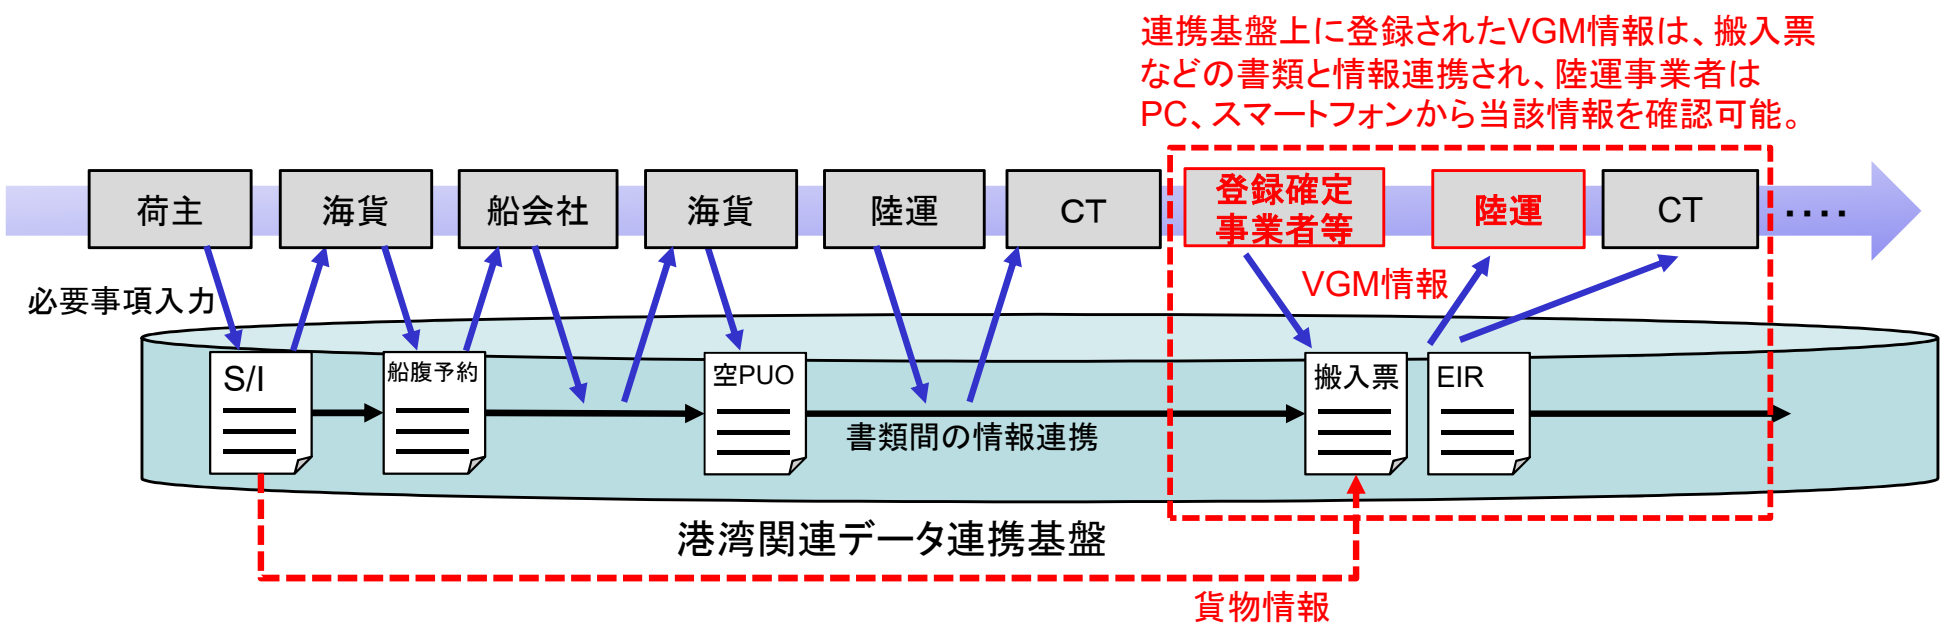 連携基盤上に登録されたVGM情報は、搬入票
などの書類と情報連携され、陸運事業者は
PC、スマートフォンから当該情報を確認可能。
荷主
海貨
船会社
海貨
陸運
CT
登録確定
事業者等
陸運
CT
････
必要事項入力
VGM情報
S/I
船腹予約
空PUO
搬入票
EIR
書類間の情報連携
港湾関連データ連携基盤
貨物情報